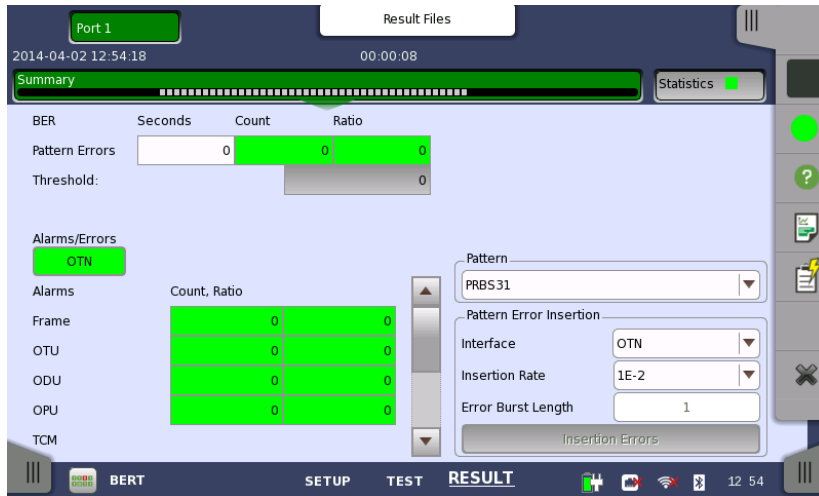 Port 1
Result Files
2014-04-02 12:54:18 00:00:08
Summary
Statistics
BER Seconds Count Ratio
Pattern Errors 0 0 0
Threshold: 0
Alarms/Errors
OTN
Alarms Count, Ratio
Frame 0 0
OTU 0 0
ODU 0 0
OPU 0 0
TCM
Pattern
PRBS31
Pattern Error Insertion
Interface OTN
Insertion Rate 1E-2
Error Burst Length 1
Insertion Errors
?
BERT SETUP TEST RESULT 12 54